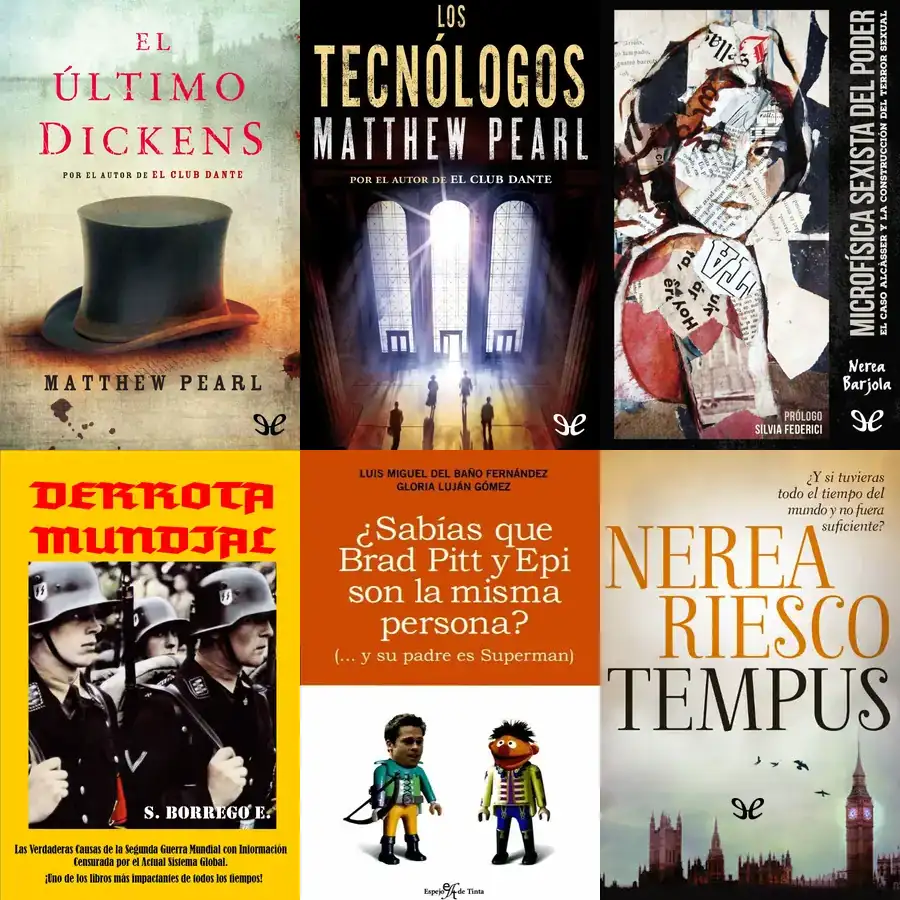 EL
ÚLTIMO
DICKENS
POR EL AUTOR DE EL CLUB DANTE
MATTHEW PEARL
LOS
TECNÓLOGOS
MATTHEW PEARL
POR EL AUTOR DE EL CLUB DANTE
MICROFÍSICA SEXISTA DEL PODER
EL CASO ALCÀSSER Y LA CONSTRUCCIÓN DEL TERROR SEXUAL
Nerea
Barjola
PRÓLOGO
SILVIA FEDERICI
DERROTA
MUNDIAL
S. BORREGO E.
Las Verdaderas Causas de la Segunda Guerra Mundial con Información
Censurada por el Actual Sistema Global.
¡Uno de los libros más impactantes de todos los tiempos!
LUIS MIGUEL DEL BAÑO FERNÁNDEZ
GLORIA LUJÁN GÓMEZ
¿Sabías que
Brad Pitt y Epi
son la misma
persona?
(... y su padre es Superman)
Espejo de Tinta
¿Y si tuvieras
todo el tiempo del
mundo y no fuera
suficiente?
NEREA
RIESCO
TEMPUS